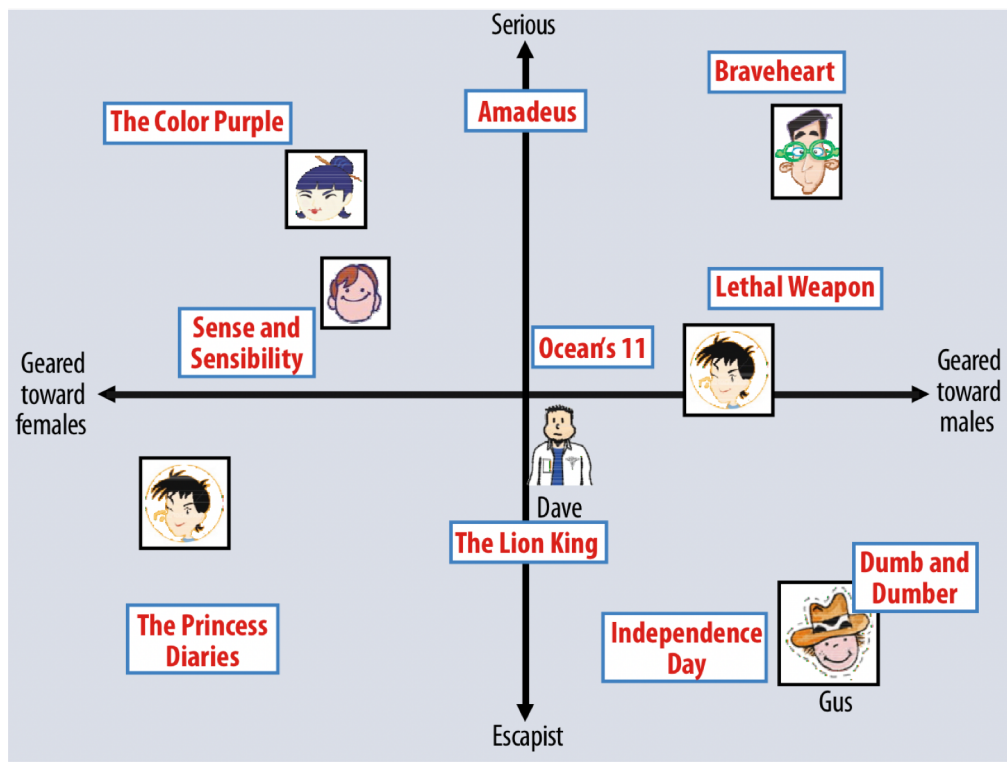 Serious
Braveheart
Amadeus
The Color Purple
Lethal Weapon
Sense and
Sensibility
Ocean's 11
Geared
toward
females
Geared
toward
males
Dave
The Lion King
Dumb and
Dumber
The Princess
Diaries
Independence
Day
Gus
Escapist